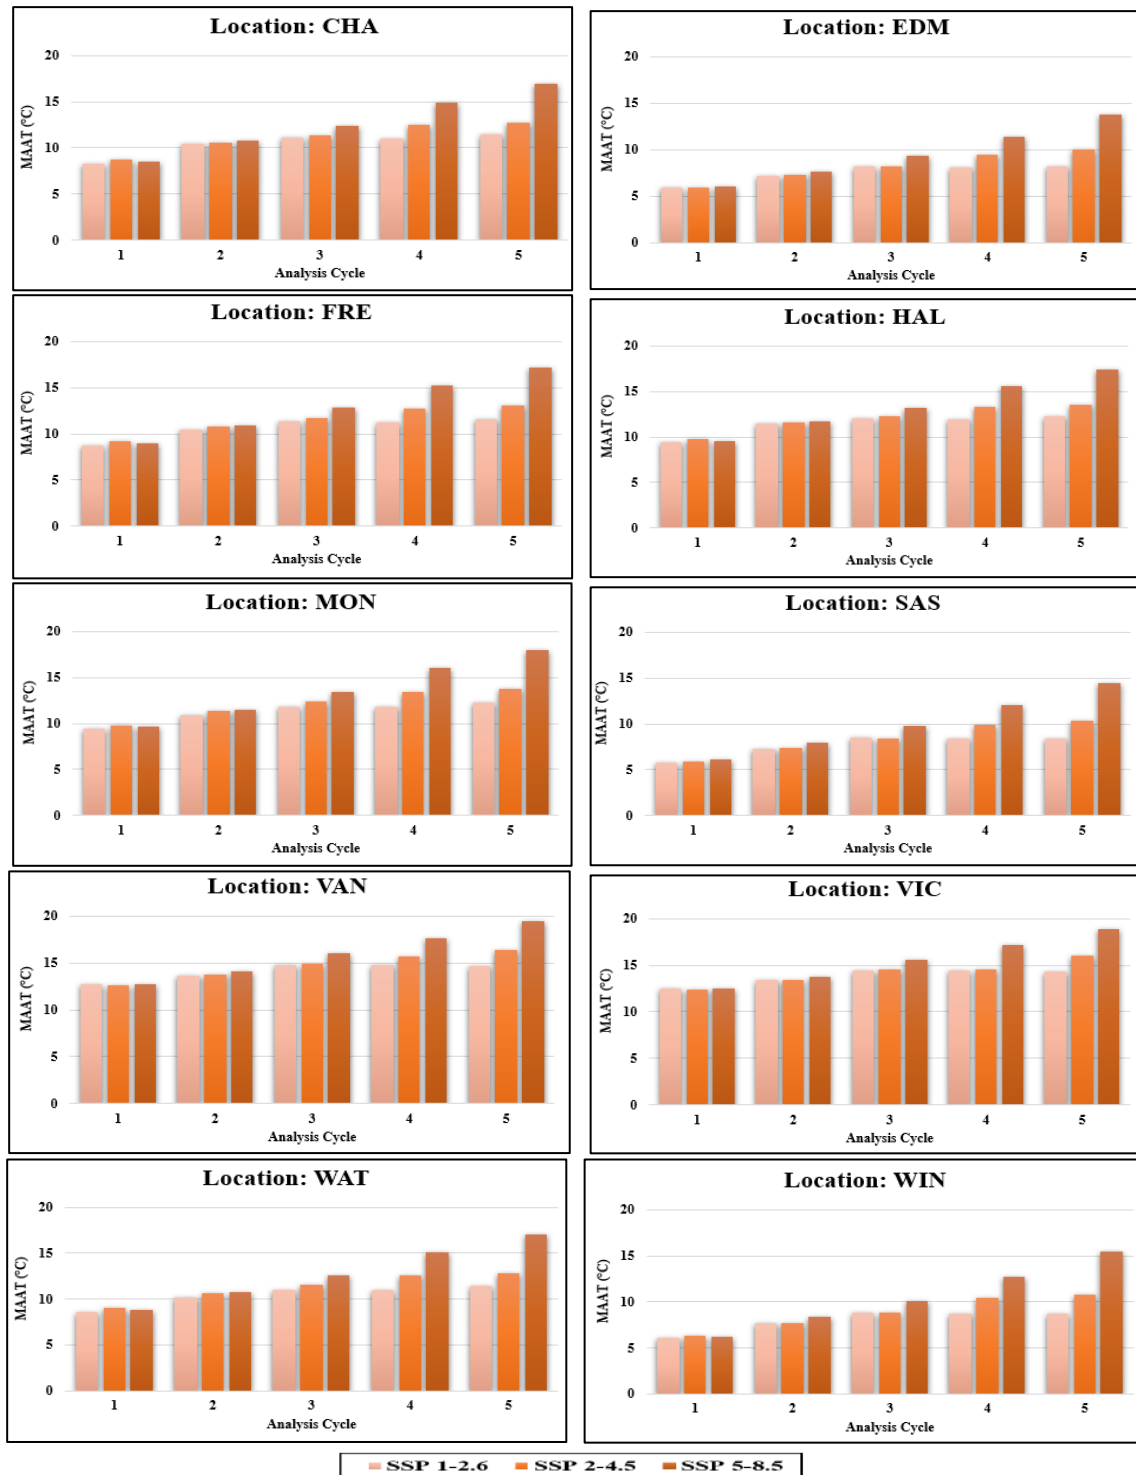 Location: CHA
20
15
10
5
0
MAAT (°C)
1 2 3 4 5
Analysis Cycle
Location: EDM
20
15
10
5
0
MAAT (°C)
1 2 3 4 5
Analysis Cycle
Location: FRE
20
15
10
5
0
MAAT (°C)
1 2 3 4 5
Analysis Cycle
Location: HAL
20
15
10
5
0
MAAT (°C)
1 2 3 4 5
Analysis Cycle
Location: MON
20
15
10
5
0
MAAT (°C)
1 2 3 4 5
Analysis Cycle
Location: SAS
20
15
10
5
0
MAAT (°C)
1 2 3 4 5
Analysis Cycle
Location: VAN
20
15
10
5
0
MAAT (°C)
1 2 3 4 5
Analysis Cycle
Location: VIC
20
15
10
5
0
MAAT (°C)
1 2 3 4 5
Analysis Cycle
Location: WAT
20
15
10
5
0
MAAT (°C)
1 2 3 4 5
Analysis Cycle
Location: WIN
20
15
10
5
0
MAAT (°C)
1 2 3 4 5
Analysis Cycle
SSP 1-2.6 SSP 2-4.5 SSP 5-8.5